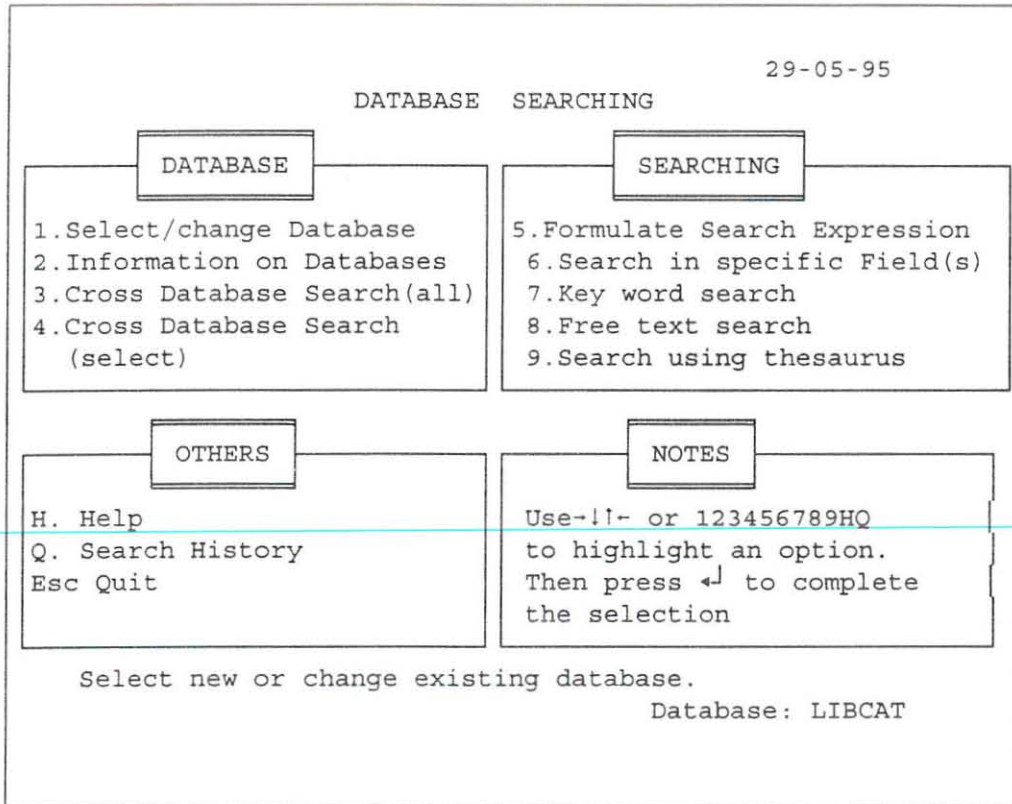 29-05-95
DATABASE SEARCHING
DATABASE
1.Select/change Database
2.Information on Databases
3.Cross Database Search(all)
4.Cross Database Search
(select)
SEARCHING
5.Formulate Search Expression
6.Search in specific Field(s)
7.Key word search
8.Free text search
9.Search using thesaurus
OTHERS
H. Help
Q. Search History
Esc Quit
NOTES
Use→↓↑← or 123456789HQ
to highlight an option.
Then press ↵ to complete
the selection
Select new or change existing database.
Database: LIBCAT